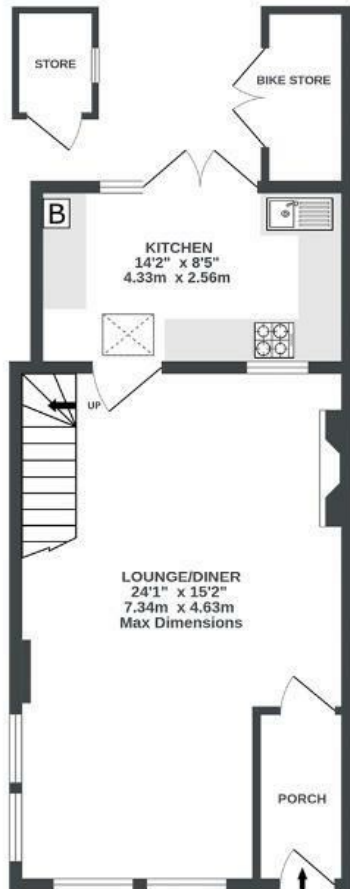 STORE
BIKE STORE
B
KITCHEN
14'2" x 8'5"
4.33m x 2.56m
UP
LOUNGE/DINER
24'1" x 15'2"
7.34m x 4.63m
Max Dimensions
PORCH